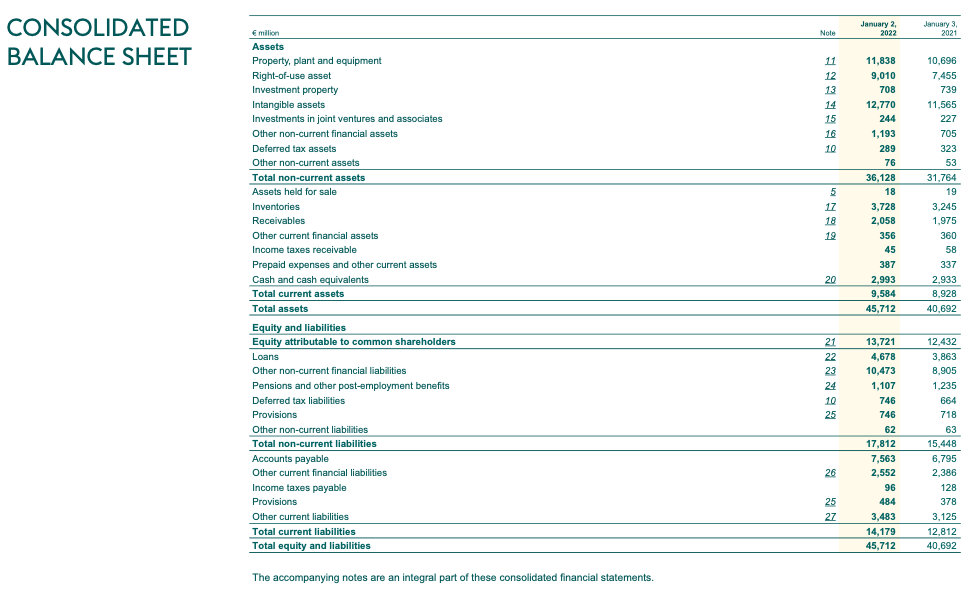 CONSOLIDATED
BALANCE SHEET
€ million Note January 2, 2022 January 3, 2021
Assets
Property, plant and equipment 11 11,838 10,696
Right-of-use asset 12 9,010 7,455
Investment property 13 708 739
Intangible assets 14 12,770 11,565
Investments in joint ventures and associates 15 244 227
Other non-current financial assets 16 1,193 705
Deferred tax assets 10 289 323
Other non-current assets 76 53
Total non-current assets 36,128 31,764
Assets held for sale 5 18 19
Inventories 17 3,728 3,245
Receivables 18 2,058 1,975
Other current financial assets 19 356 360
Income taxes receivable 45 58
Prepaid expenses and other current assets 387 337
Cash and cash equivalents 20 2,993 2,933
Total current assets 9,584 8,928
Total assets 45,712 40,692
Equity and liabilities
Equity attributable to common shareholders 21 13,721 12,432
Loans 22 4,678 3,863
Other non-current financial liabilities 23 10,473 8,905
Pensions and other post-employment benefits 24 1,107 1,235
Deferred tax liabilities 10 746 664
Provisions 25 746 718
Other non-current liabilities 62 63
Total non-current liabilities 17,812 15,448
Accounts payable 7,563 6,795
Other current financial liabilities 26 2,552 2,386
Income taxes payable 96 128
Provisions 25 484 378
Other current liabilities 27 3,483 3,125
Total current liabilities 14,179 12,812
Total equity and liabilities 45,712 40,692
The accompanying notes are an integral part of these consolidated financial statements.